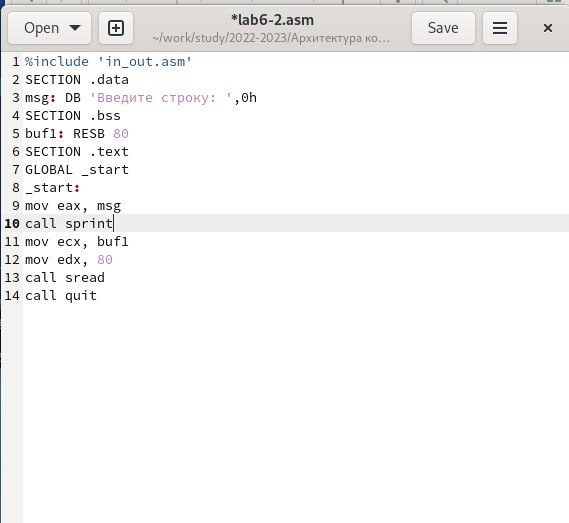 Open
*lab6-2.asm
~/work/study/2022-2023/Архитектура ко…
Save
1 %include 'in_out.asm'
2 SECTION .data
3 msg: DB 'Введите строку: ',0h
4 SECTION .bss
5 buf1: RESB 80
6 SECTION .text
7 GLOBAL _start
8 _start:
9 mov eax, msg
10 call sprint
11 mov ecx, buf1
12 mov edx, 80
13 call sread
14 call quit